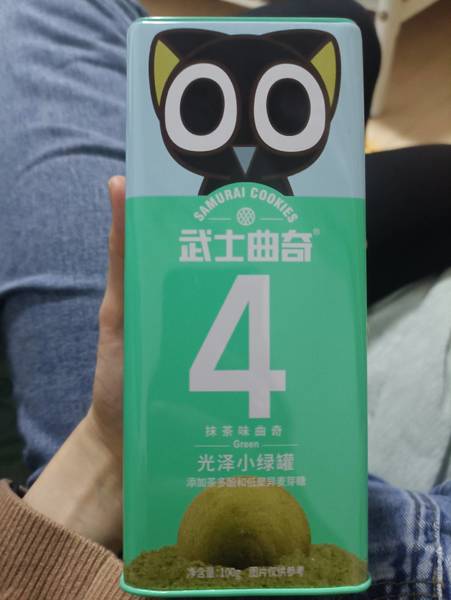 SAMURAI COOKIES
武士曲奇®
4
抹茶味曲奇
Green
光泽小绿罐
添加茶多酚和低聚异麦芽糖
净含量:100g 图片仅供参考